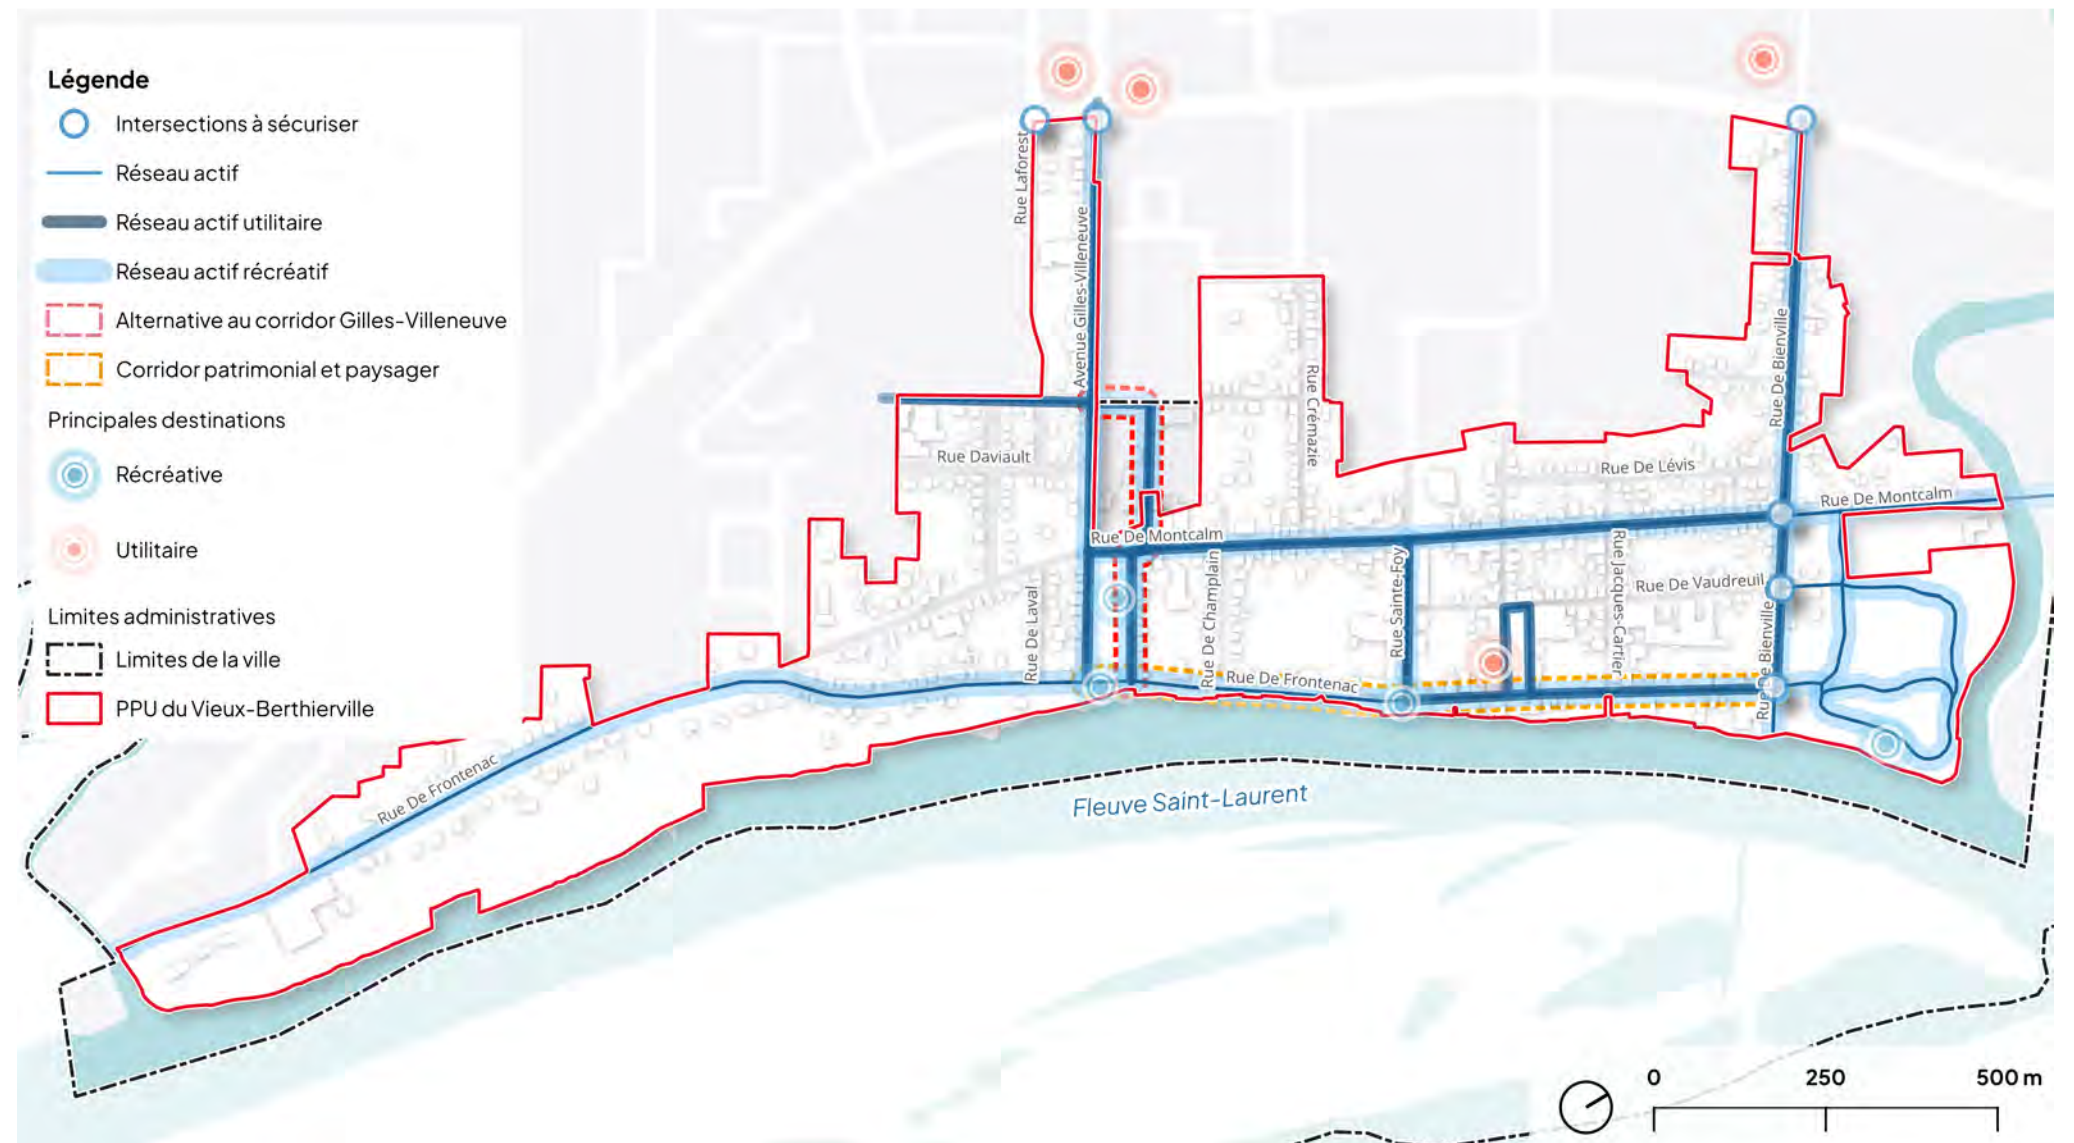 Légende
Intersections à sécuriser
Réseau actif
Réseau actif utilitaire
Réseau actif récréatif
Alternative au corridor Gilles-Villeneuve
Corridor patrimonial et paysager
Principales destinations
Récréative
Utilitaire
Limites administratives
Limites de la ville
PPU du Vieux-Berthierville
Rue Laforest
Avenue Gilles-Villeneuve
Rue Crémazie
Rue De Bienville
Rue Daviault
Rue De Lévis
Rue De Montcalm
Rue De Montcalm
Rue De Laval
Rue De Champlain
Rue Sainte-Foy
Rue Jacques-Cartier
Rue De Vaudreuil
Rue De Bienville
Rue De Frontenac
Rue De Frontenac
Fleuve Saint-Laurent
0 250 500 m